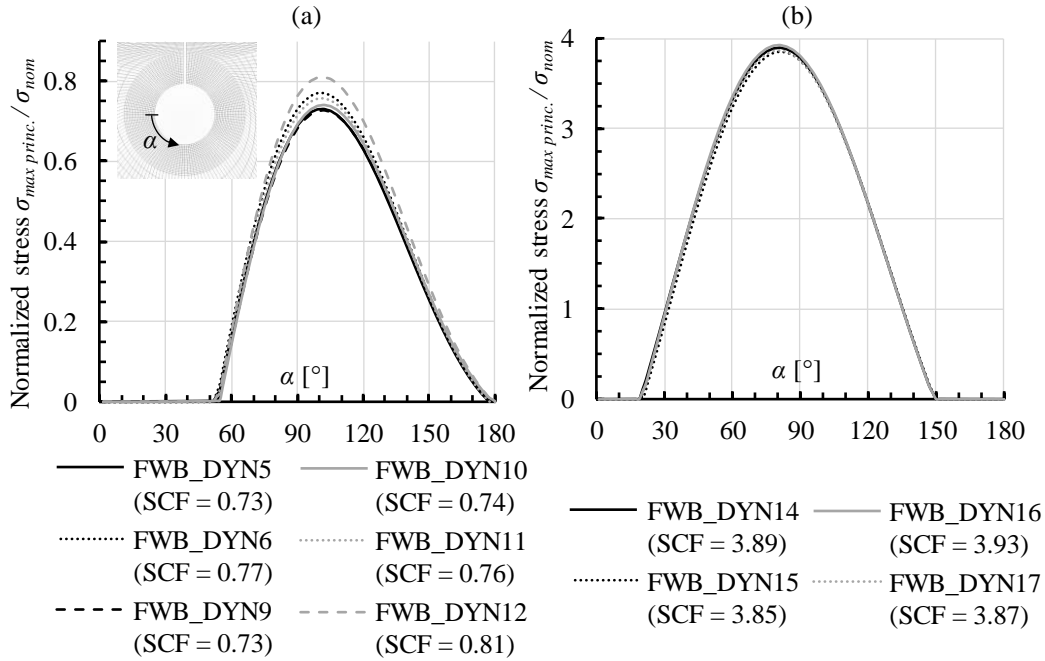 (a)
Normalized stress σmax princ./ σnom
0.8
0.6
0.4
0.2
0
α
α [°]
0 30 60 90 120 150 180
FWB_DYN5
(SCF = 0.73)
FWB_DYN10
(SCF = 0.74)
FWB_DYN6
(SCF = 0.77)
FWB_DYN11
(SCF = 0.76)
FWB_DYN9
(SCF = 0.73)
FWB_DYN12
(SCF = 0.81)
(b)
Normalized stress σmax princ./ σnom
4
3
2
1
0
α [°]
0 30 60 90 120 150 180
FWB_DYN14
(SCF = 3.89)
FWB_DYN16
(SCF = 3.93)
FWB_DYN15
(SCF = 3.85)
FWB_DYN17
(SCF = 3.87)